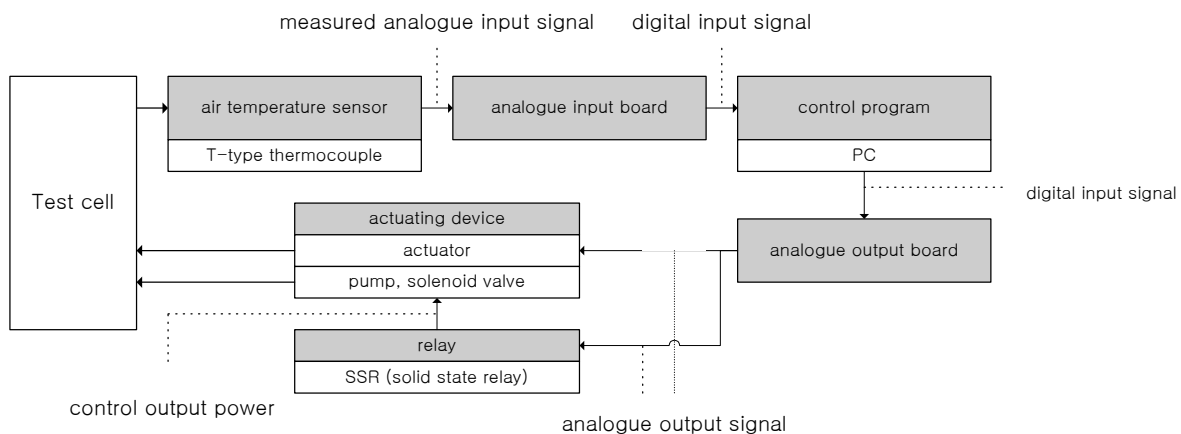 measured analogue input signal
digital input signal
air temperature sensor
T-type thermocouple
analogue input board
control program
PC
Test cell
digital input signal
actuating device
actuator
pump, solenoid valve
analogue output board
relay
SSR (solid state relay)
control output power
analogue output signal